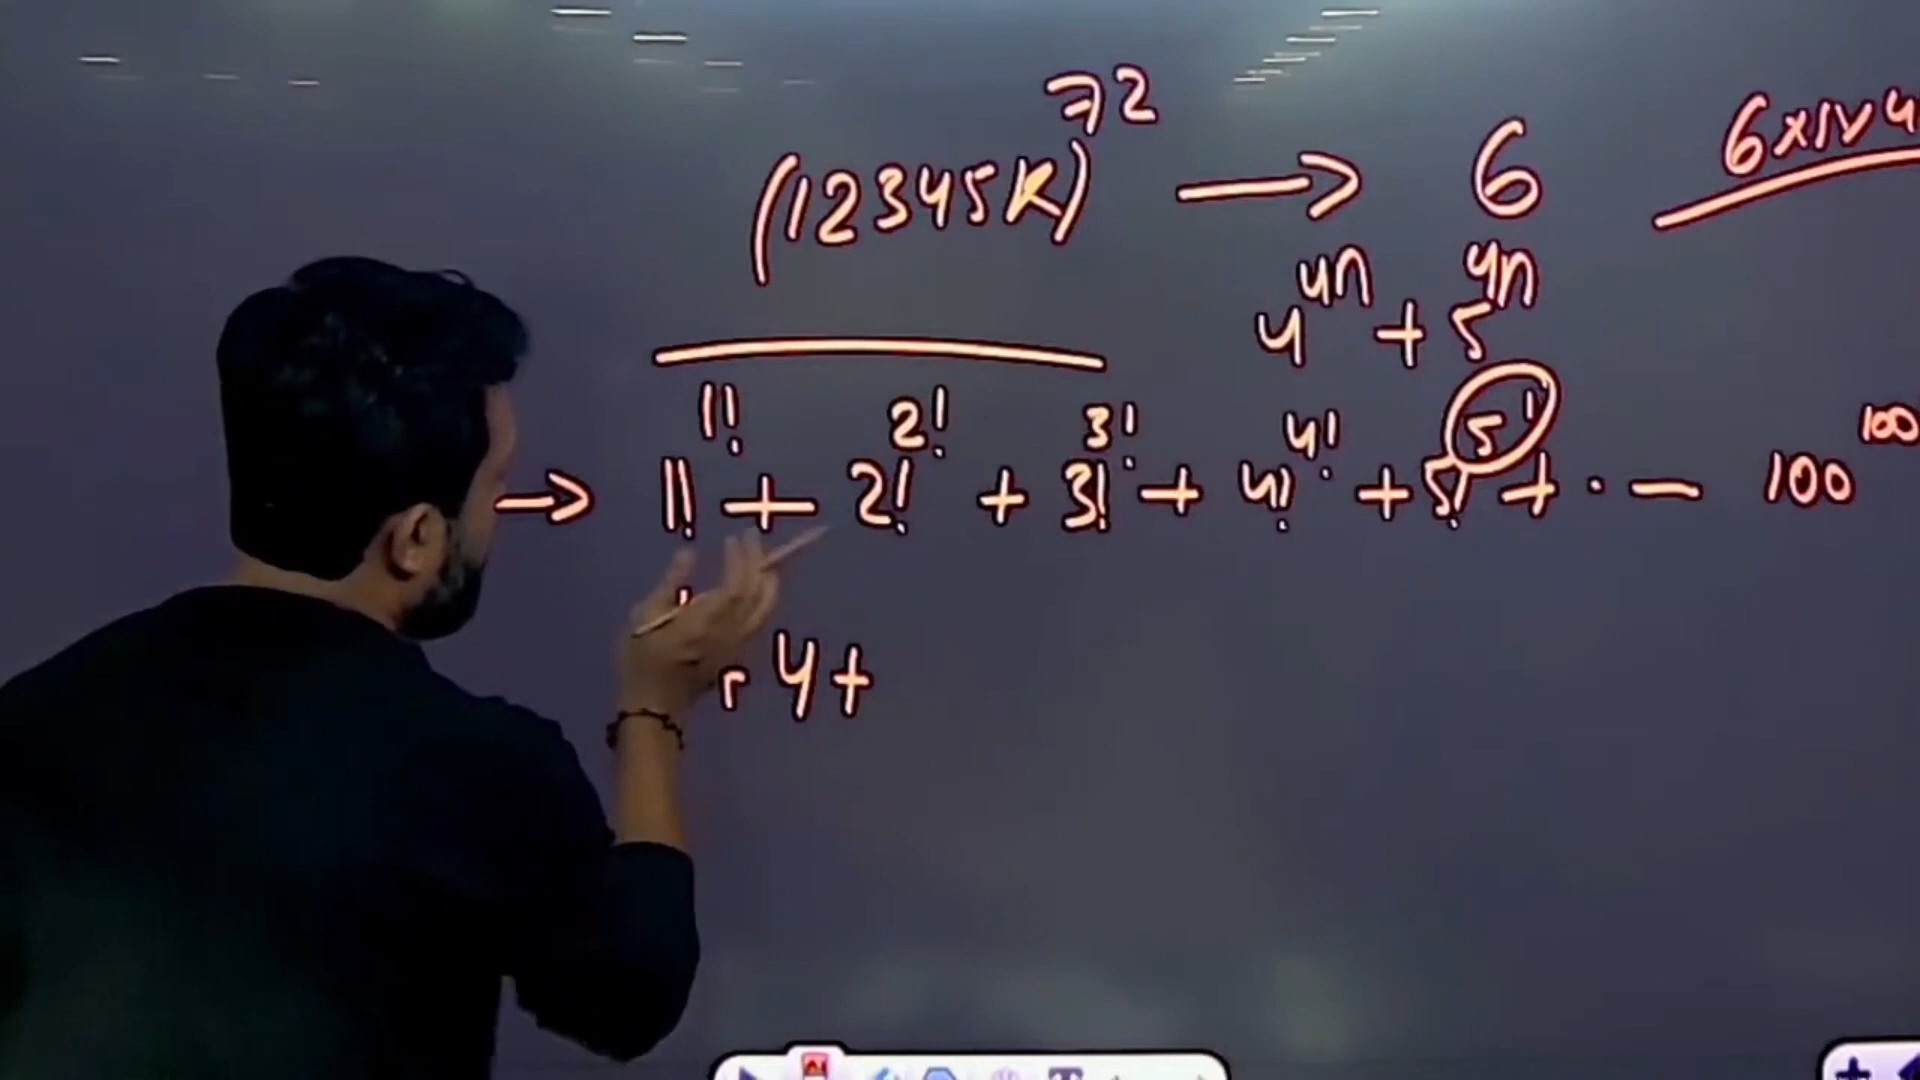 (12345K)^72 → 6
4^4n + 5^4n
→ 1!^1! + 2!^2! + 3!^3! + 4!^4! + 5!^5! + · – 100^100
4 +